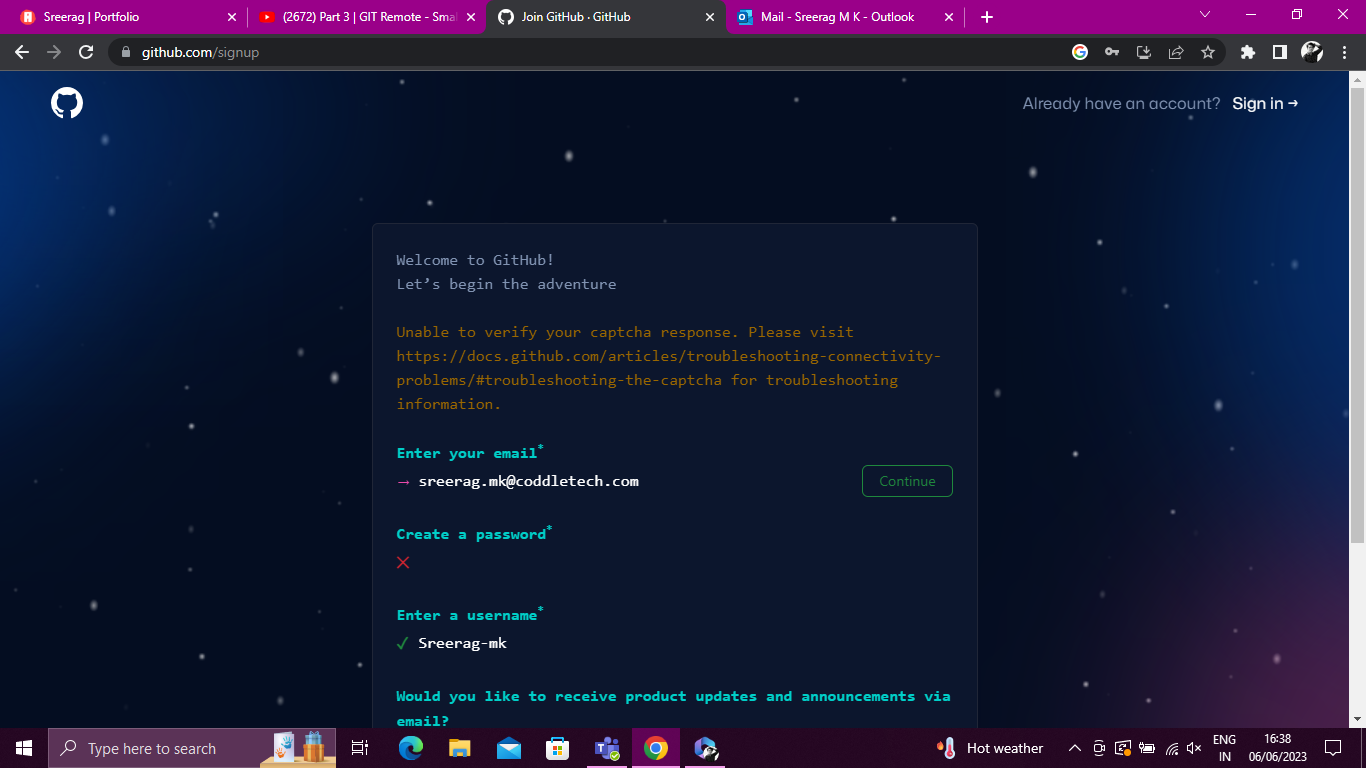 Sreerag | Portfolio
(2672) Part 3 | GIT Remote - Smal
Join GitHub · GitHub
Mail - Sreerag M K - Outlook
github.com/signup
Already have an account? Sign in →
Welcome to GitHub!
Let’s begin the adventure
Unable to verify your captcha response. Please visit
https://docs.github.com/articles/troubleshooting-connectivity-
problems/#troubleshooting-the-captcha for troubleshooting
information.
Enter your email*
→ sreerag.mk@coddletech.com
Continue
Create a password*
Enter a username*
✓ Sreerag-mk
Would you like to receive product updates and announcements via
email?
Type here to search
Hot weather
ENG
IN
16:38
06/06/2023